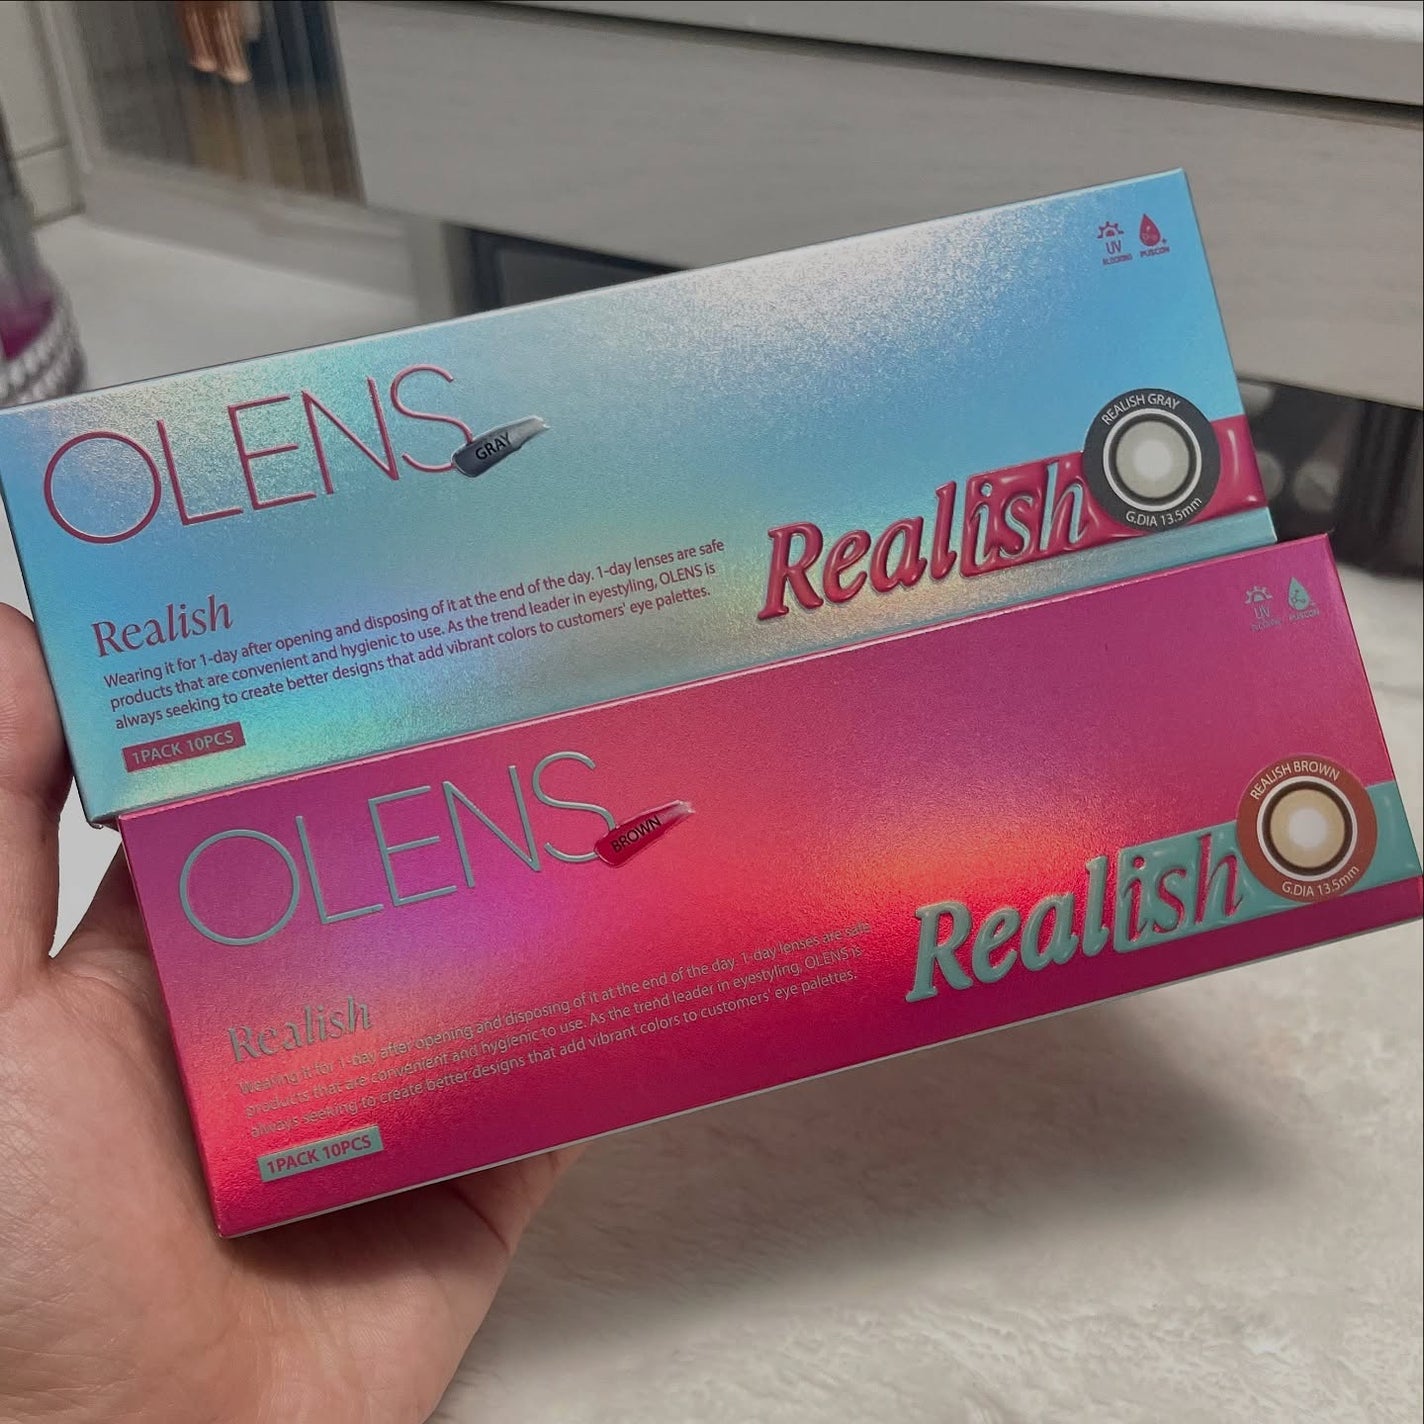 UV
BLOCKING
PUSCON
OLENS
GRAY
REALISH GRAY
G.DIA 13.5mm
Realish
Realish
Wearing it for 1-day after opening and disposing of it at the end of the day. 1-day lenses are safe
products that are convenient and hygienic to use. As the trend leader in eyestyling, OLENS is
always seeking to create better designs that add vibrant colors to customers' eye palettes.
1PACK 10PCS
UV
BLOCKING
PUSCON
OLENS
BROWN
REALISH BROWN
G.DIA 13.5mm
Realish
Realish
Wearing it for 1-day after opening and disposing of it at the end of the day. 1-day lenses are safe
products that are convenient and hygienic to use. As the trend leader in eyestyling, OLENS is
always seeking to create better designs that add vibrant colors to customers' eye palettes.
1PACK 10PCS